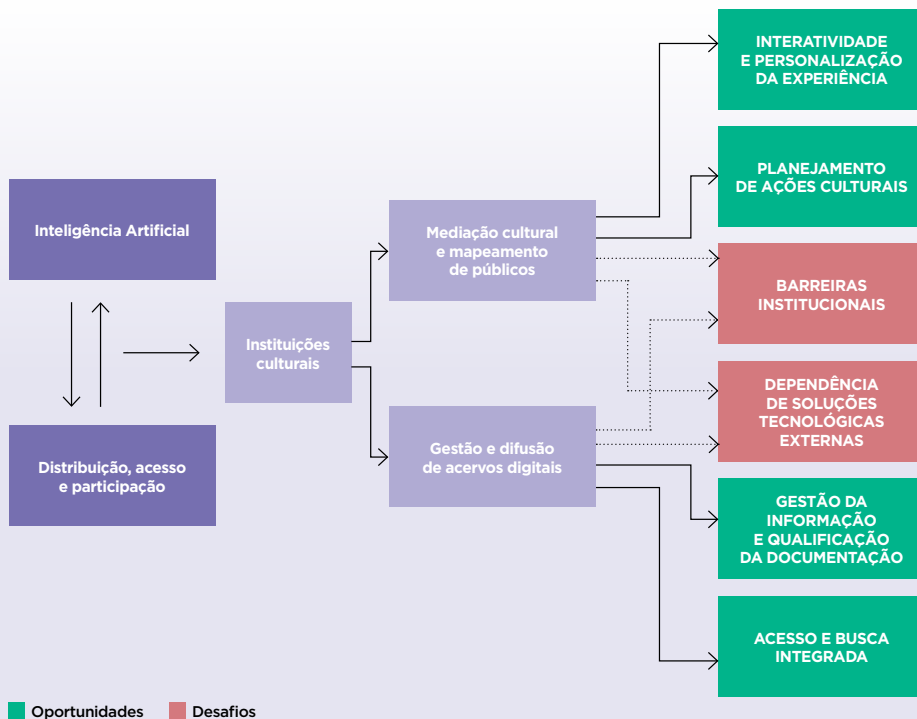 Inteligência Artificial
Distribuição, acesso
e participação
Instituições
culturais
Mediação cultural
e mapeamento
de públicos
Gestão e difusão
de acervos digitais
INTERATIVIDADE
E PERSONALIZAÇÃO
DA EXPERIÊNCIA
PLANEJAMENTO
DE AÇÕES CULTURAIS
BARREIRAS
INSTITUCIONAIS
DEPENDÊNCIA
DE SOLUÇÕES
TECNOLÓGICAS
EXTERNAS
GESTÃO DA
INFORMAÇÃO
E QUALIFICAÇÃO
DA DOCUMENTAÇÃO
ACESSO E BUSCA
INTEGRADA
Oportunidades
Desafios